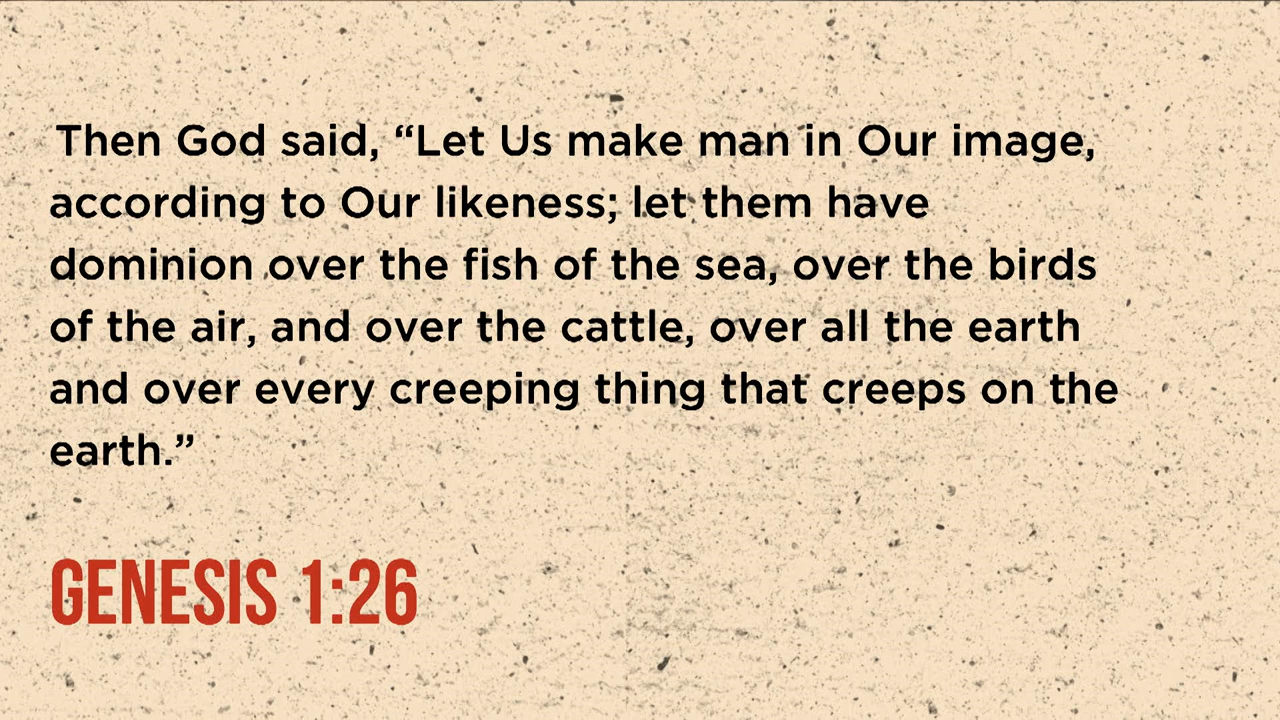 Then God said, “Let Us make man in Our image,
according to Our likeness; let them have
dominion over the fish of the sea, over the birds
of the air, and over the cattle, over all the earth
and over every creeping thing that creeps on the
earth.”
GENESIS 1:26